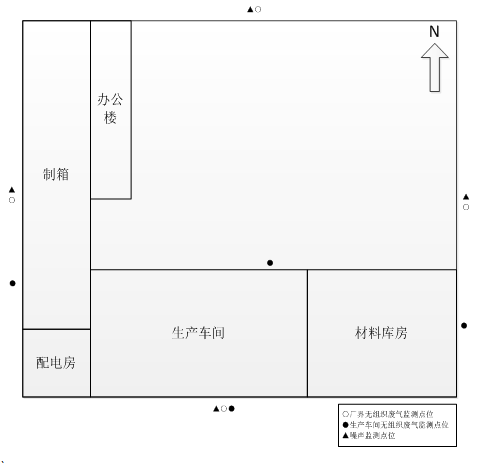 ▲○
N
办公
楼
制箱
▲
○
▲
○
●
●
生产车间
材料库房
●
配电房
▲○●
○厂界无组织废气监测点位
●生产车间无组织废气监测点位
▲噪声监测点位